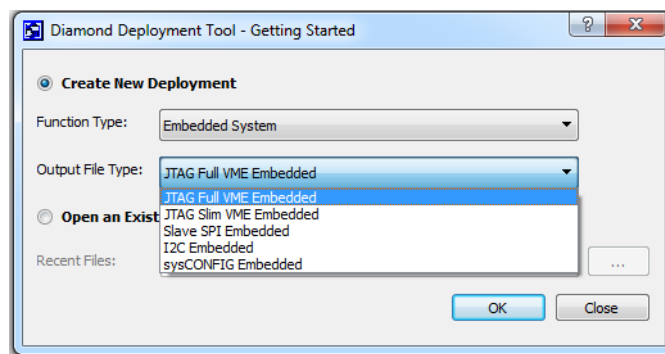 Diamond Deployment Tool - Getting Started
Create New Deployment
Function Type: Embedded System
Output File Type: JTAG Full VME Embedded
JTAG Full VME Embedded
JTAG Slim VME Embedded
Open an Exist
Slave SPI Embedded
I2C Embedded
Recent Files: sysCONFIG Embedded
...
OK Close